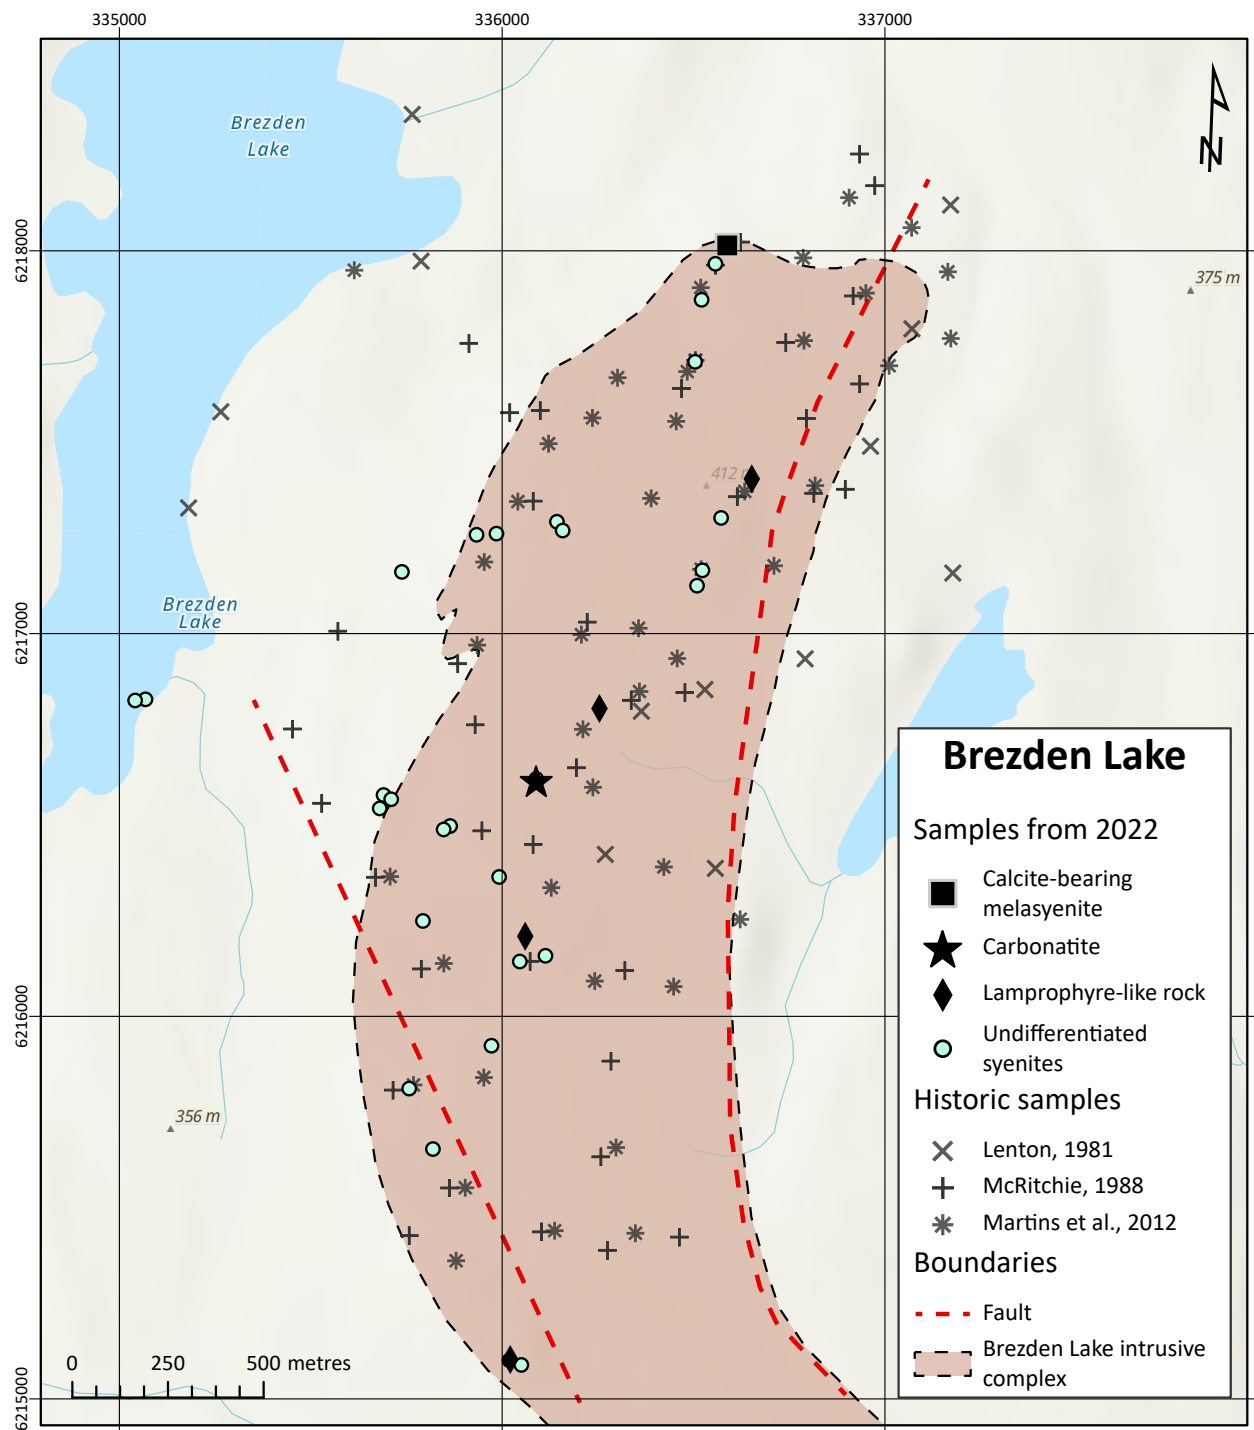 335000
336000
337000
Brezden
Lake
N
6218000
375 m
412
Brezden
Lake
6217000
Brezden Lake
Samples from 2022
Calcite-bearing
melasyenite
Carbonatite
Lamprophyre-like rock
Undifferentiated
syenites
Historic samples
Lenton, 1981
McRitchie, 1988
Martins et al., 2012
Boundaries
Fault
Brezden Lake intrusive
complex
6216000
356 m
0 250 500 metres
6215000